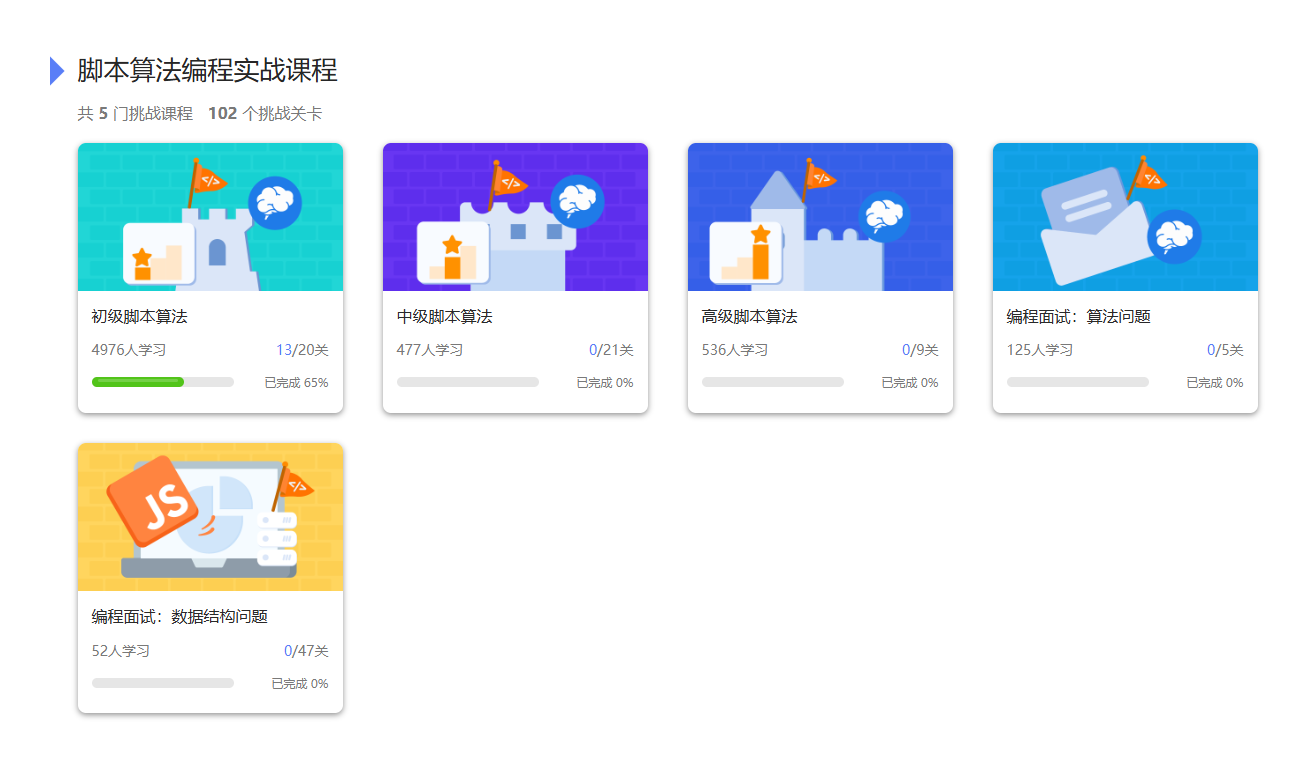 脚本算法编程实战课程
共 5 门挑战课程 102 个挑战关卡
</>
</>
</>
</>
初级脚本算法
中级脚本算法
高级脚本算法
编程面试：算法问题
4976人学习 13/20关
477人学习 0/21关
536人学习 0/9关
125人学习 0/5关
已完成 65%
已完成 0%
已完成 0%
已完成 0%
JS
</>
编程面试：数据结构问题
52人学习 0/47关
已完成 0%